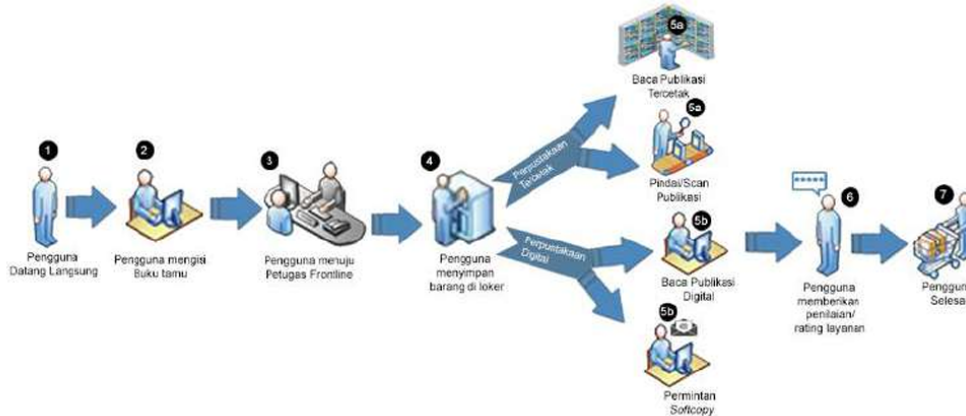 1
Pengguna
Datang Langsung
2
Pengguna mengisi
Buku tamu
3
Pengguna menuju
Petugas Frontline
4
Pengguna
menyimpan
barang di loker
Perpustakaan
Tercetak
5a
Baca Publikasi
Tercetak
5a
Pindai/Scan
Publikasi
Perpustakaan
Digital
5b
Baca Publikasi
Digital
5b
Permintan
Softcopy
6
Pengguna
memberikan
penilaian/
rating layanan
7
Pengguna
Selesa